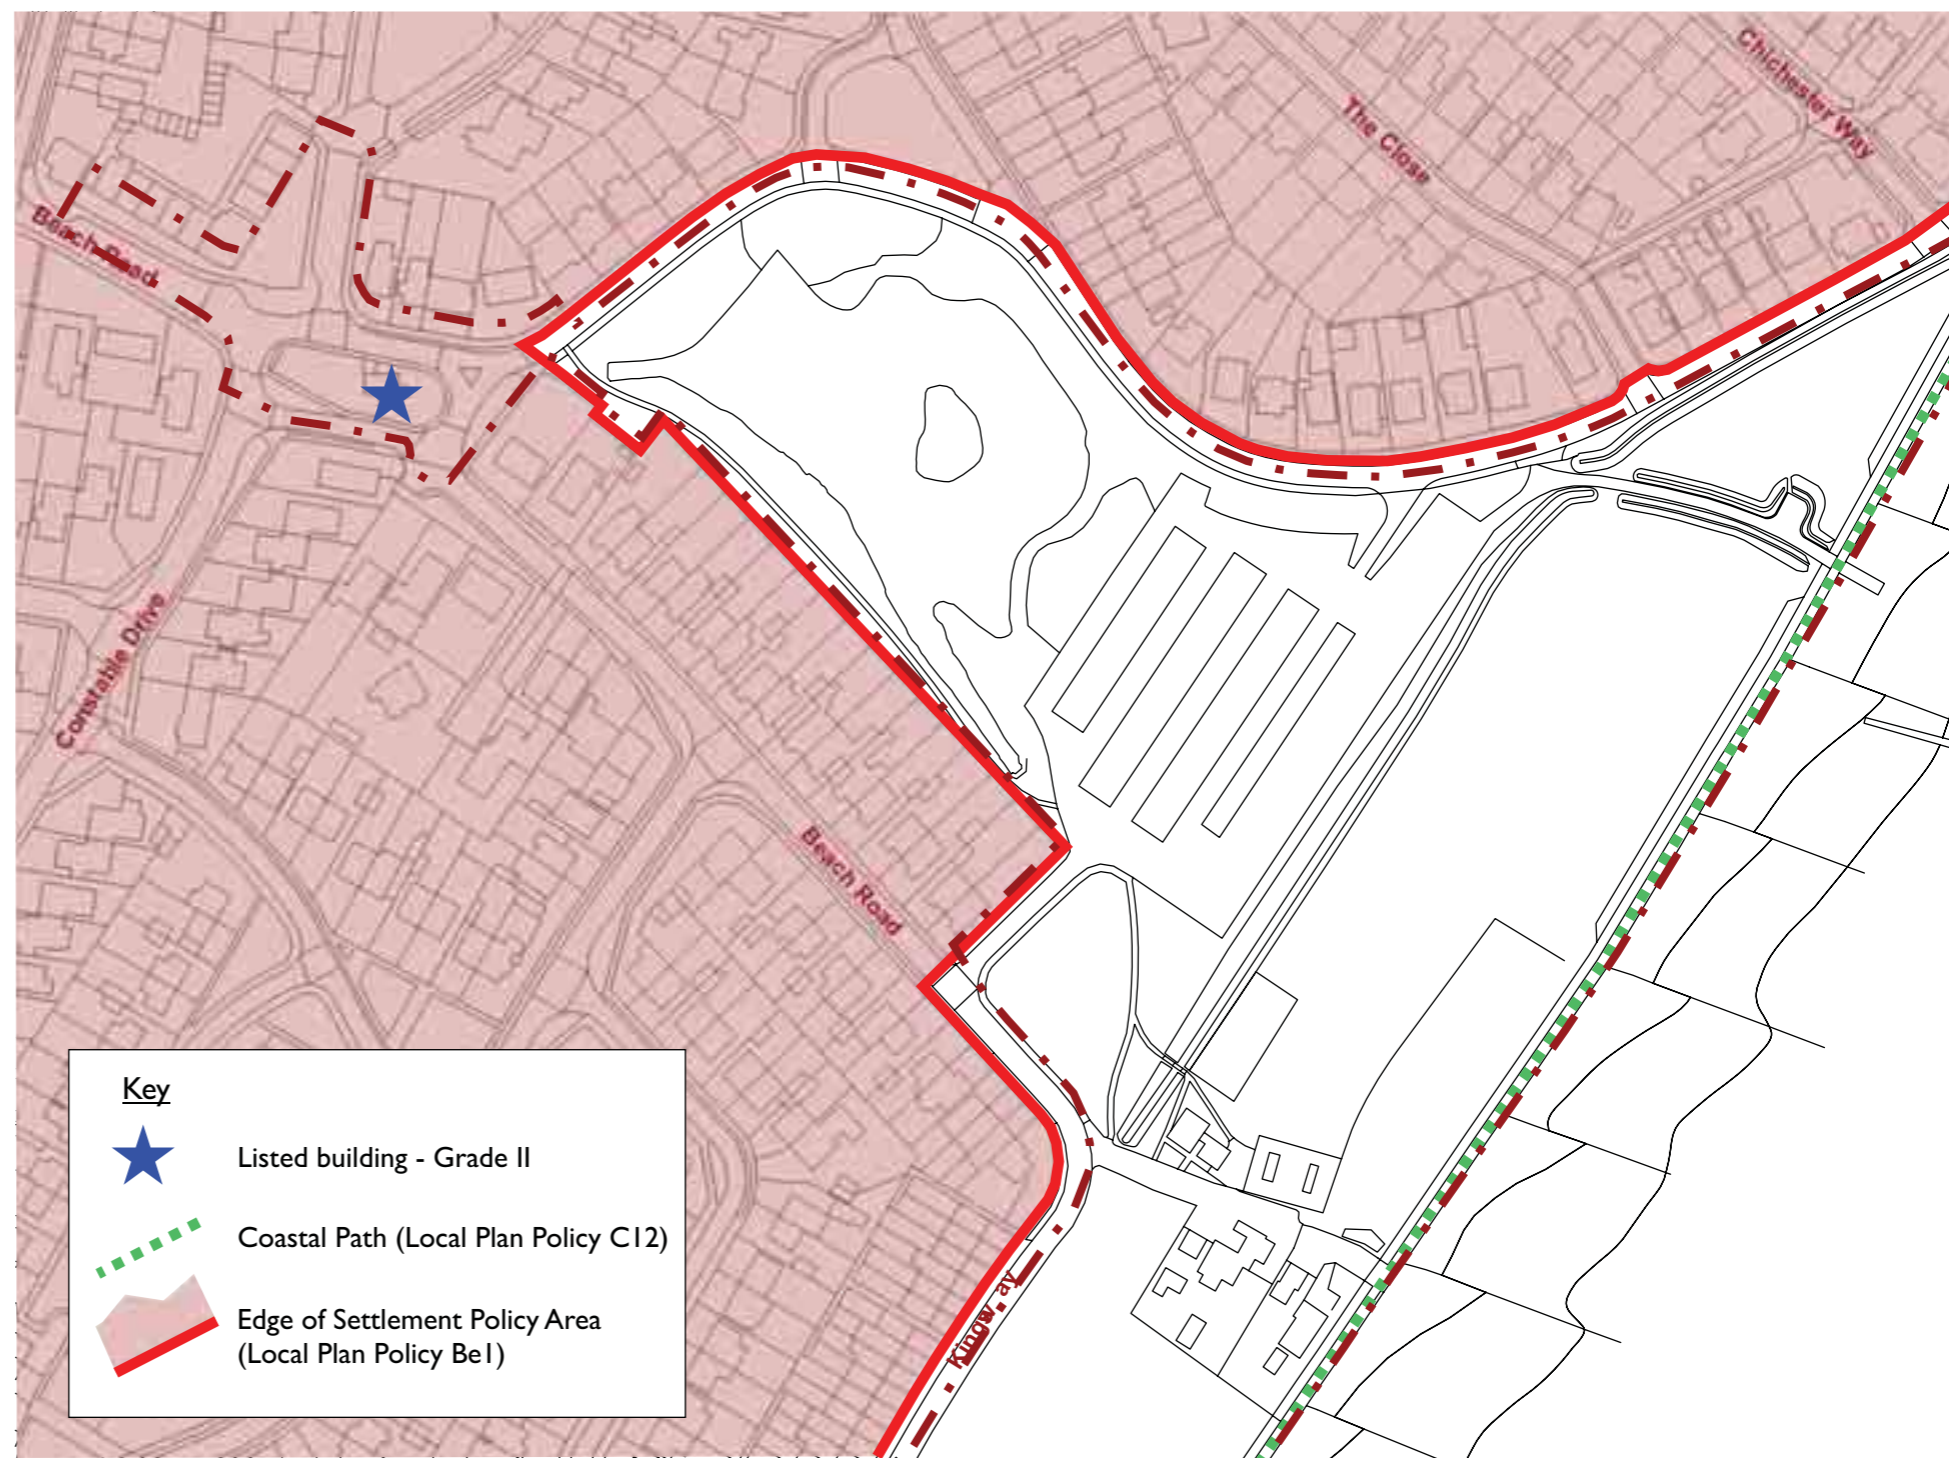 Chichester Way
The Close
Beach Road
Constable Drive
Beach Road
Kingway
Key
Listed building - Grade II
Coastal Path (Local Plan Policy C12)
Edge of Settlement Policy Area
(Local Plan Policy Be1)